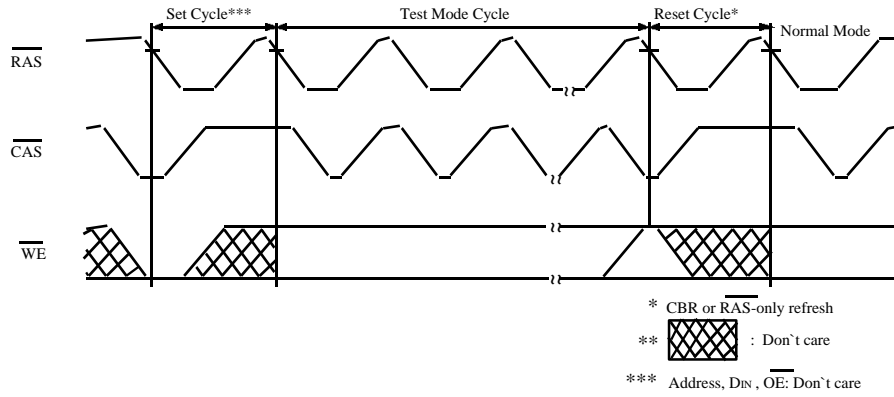 Set Cycle***
Test Mode Cycle
Reset Cycle*
Normal Mode
RAS
CAS
WE
* CBR or RAS-only refresh
** : Don`t care
*** Address, DIN , OE: Don`t care